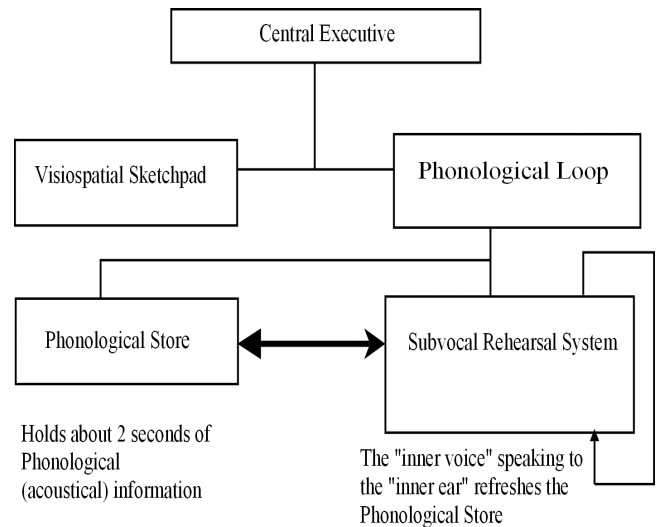 Central Executive
Visiospatial Sketchpad
Phonological Loop
Phonological Store
Subvocal Rehearsal System
Holds about 2 seconds of
Phonological
(acoustical) information
The "inner voice" speaking to
the "inner ear" refreshes the
Phonological Store